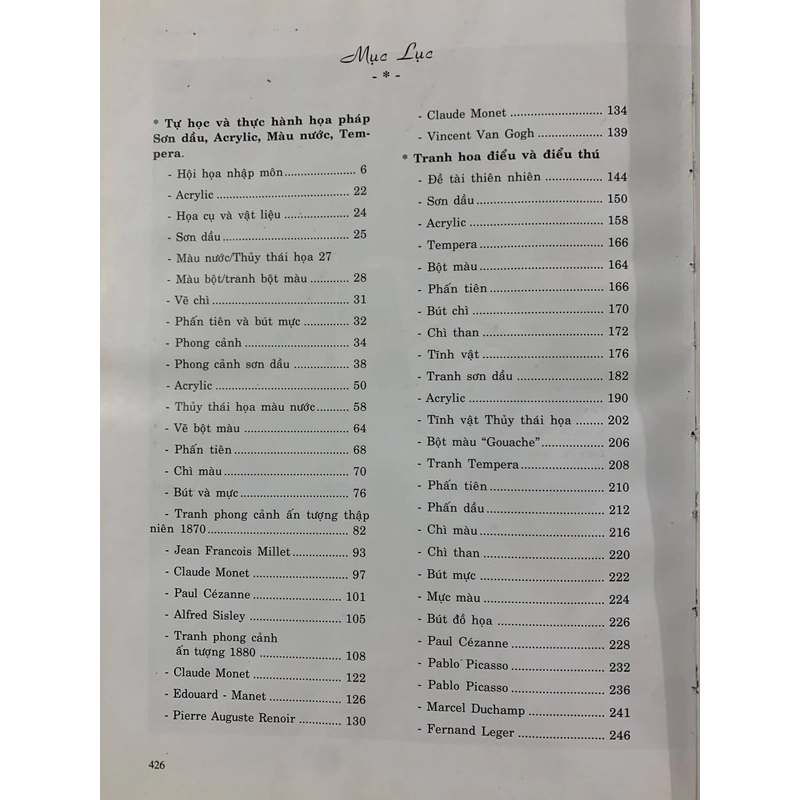 Mục Lục
- * -
* Tự học và thực hành họa pháp
Sơn dầu, Acrylic, Màu nước, Tem-
pera.
- Hội họa nhập môn...................... 6
- Acrylic ........................................ 22
- Họa cụ và vật liệu ................... 24
- Sơn dầu ..................................... 25
- Màu nước/Thủy thái họa 27
- Màu bột/tranh bột màu ............ 28
- Vẽ chì ........................................ 31
- Phấn tiên và bút mực ............. 32
- Phong cảnh ............................... 34
- Phong cảnh sơn dầu ................ 38
- Acrylic ........................................ 50
- Thủy thái họa màu nước.......... 58
- Vẽ bột màu ............................... 64
- Phấn tiên ................................... 68
- Chì màu ..................................... 70
- Bút và mực ................................ 76
- Tranh phong cảnh ấn tượng thập
niên 1870......................................... 82
- Jean Francois Millet ................ 93
- Claude Monet ............................ 97
- Paul Cézanne ............................ 101
- Alfred Sisley ............................. 105
- Tranh phong cảnh
ấn tượng 1880 ........................ 108
- Claude Monet ............................ 122
- Edouard - Manet ...................... 126
- Pierre Auguste Renoir ............. 130
- Claude Monet ............................ 134
- Vincent Van Gogh ................... 139
* Tranh hoa điểu và điểu thú
- Đề tài thiên nhiên ................. 144
- Sơn dầu ..................................... 150
- Acrylic ........................................ 158
- Tempera ..................................... 166
- Bột màu ..................................... 164
- Phấn tiên ................................... 166
- Bút chì ....................................... 170
- Chì than ..................................... 172
- Tĩnh vật ..................................... 176
- Tranh sơn dầu .......................... 182
- Acrylic ........................................ 190
- Tĩnh vật Thủy thái họa ........ 202
- Bột màu “Gouache”................... 206
- Tranh Tempera ......................... 208
- Phấn tiên ................................... 210
- Phấn dầu ................................... 212
- Chì màu ..................................... 216
- Chì than ..................................... 220
- Bút mực ..................................... 222
- Mực màu .................................... 224
- Bút đồ họa ................................ 226
- Paul Cézanne ............................ 228
- Pablo Picasso ............................ 232
- Pablo Picasso ............................ 236
- Marcel Duchamp ....................... 241
- Fernand Leger .......................... 246
426